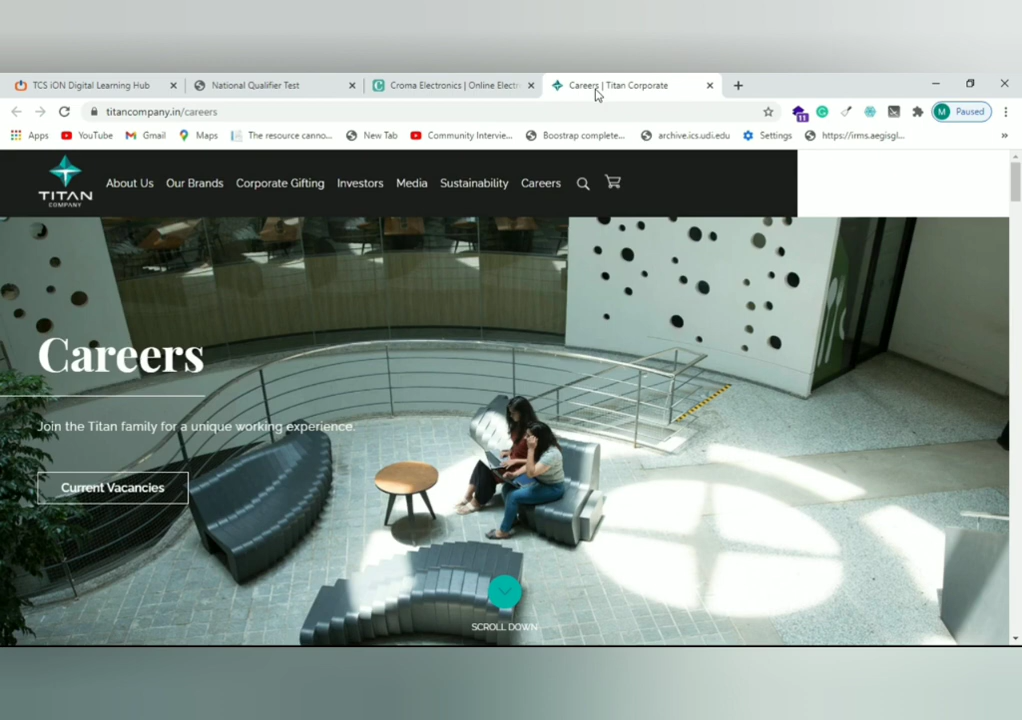 TCS iON Digital Learning Hub
National Qualifier Test
Croma Electronics | Online Electr
Careers | Titan Corporate
titancompany.in/careers
11
M Paused
Apps YouTube Gmail Maps The resource canno... New Tab Community Intervie... Boostrap complete... archive.ics.udi.edu Settings https://irms.aegisgl... »
TITAN
COMPANY
About Us Our Brands Corporate Gifting Investors Media Sustainability Careers
Careers
Join the Titan family for a unique working experience.
Current Vacancies
SCROLL DOWN